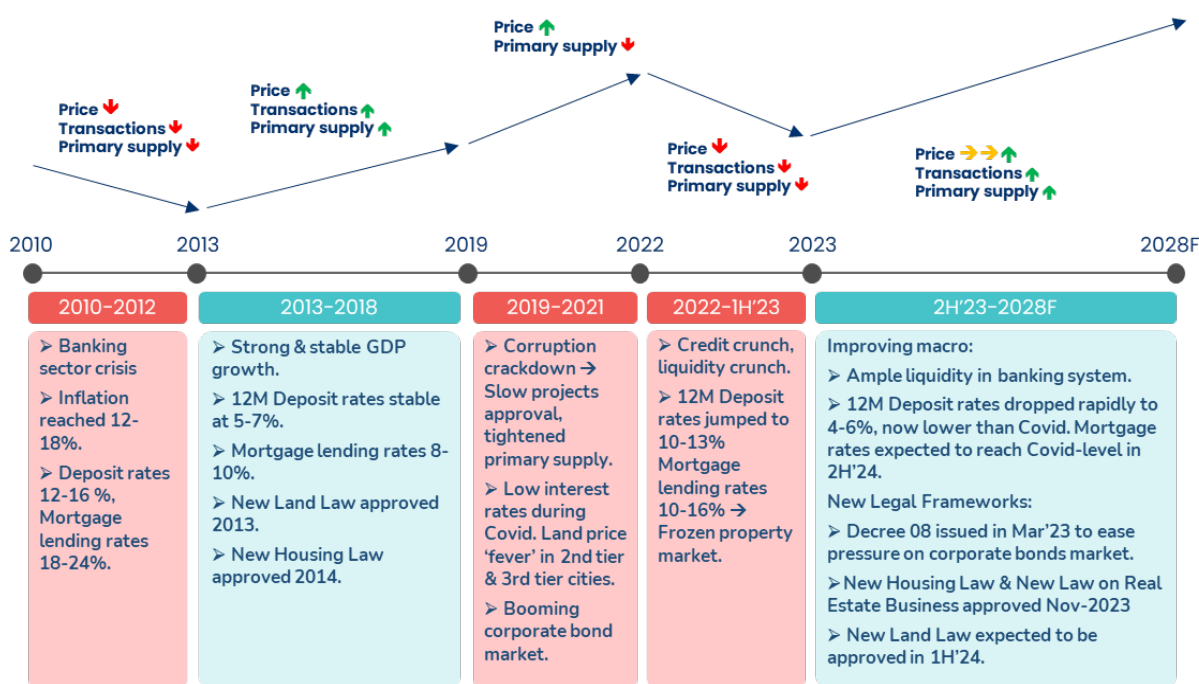 Price ↑
Primary supply ↓
Price ↓
Transactions ↓
Primary supply ↓
Price ↑
Transactions ↑
Primary supply ↑
Price ↓
Transactions ↓
Primary supply ↓
Price →→↑
Transactions ↑
Primary supply ↑
2010
2013
2019
2022
2023
2028F
2010-2012
➢ Banking
sector crisis
➢ Inflation
reached 12-
18%.
➢ Deposit rates
12-16 %,
Mortgage
lending rates
18-24%.
2013-2018
➢ Strong & stable GDP
growth.
➢ 12M Deposit rates stable
at 5-7%.
➢ Mortgage lending rates 8-
10%.
➢ New Land Law approved
2013.
➢ New Housing Law
approved 2014.
2019-2021
➢ Corruption
crackdown →
Slow projects
approval,
tightened
primary supply.
➢ Low interest
rates during
Covid. Land price
‘fever’ in 2nd tier
& 3rd tier cities.
➢ Booming
corporate bond
market.
2022-1H’23
➢ Credit crunch,
liquidity crunch.
➢ 12M Deposit
rates jumped to
10-13%
Mortgage
lending rates
10-16% →
Frozen property
market.
2H’23-2028F
Improving macro:
➢ Ample liquidity in banking system.
➢ 12M Deposit rates dropped rapidly to
4-6%, now lower than Covid. Mortgage
rates expected to reach Covid-level in
2H’24.
New Legal Frameworks:
➢ Decree 08 issued in Mar’23 to ease
pressure on corporate bonds market.
➢New Housing Law & New Law on Real
Estate Business approved Nov-2023
➢ New Land Law expected to be
approved in 1H’24.